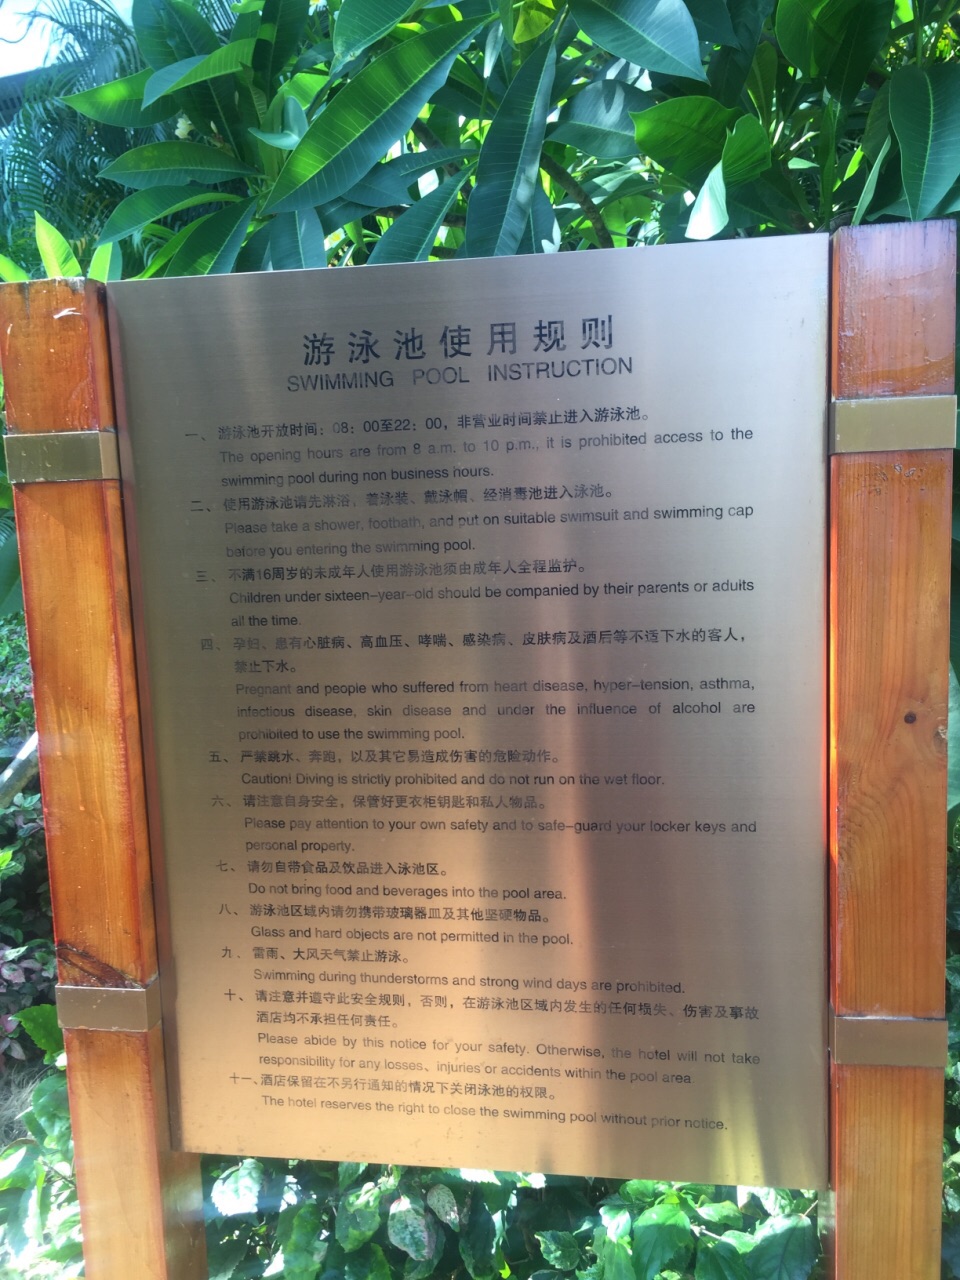 游泳池使用规则
SWIMMING POOL INSTRUCTION
一、游泳池开放时间：08：00至22：00，非营业时间禁止进入游泳池。
The opening hours are from 8 a.m. to 10 p.m., it is prohibited access to the
swimming pool during non business hours.
二、使用游泳池请先淋浴，着泳装、戴泳帽、经消毒池进入泳池。
Please take a shower, footbath, and put on suitable swimsuit and swimming cap
before you entering the swimming pool.
三、不满16周岁的未成年人使用游泳池须由成年人全程监护。
Children under sixteen-year-old should be companied by their parents or adults
all the time.
四、孕妇、患有心脏病、高血压、哮喘、感染病、皮肤病及酒后等不适下水的客人，
禁止下水。
Pregnant and people who suffered from heart disease, hyper-tension, asthma,
infectious disease, skin disease and under the influence of alcohol are
prohibited to use the swimming pool.
五、严禁跳水、奔跑，以及其它易造成伤害的危险动作。
Caution! Diving is strictly prohibited and do not run on the wet floor.
六、请注意自身安全，保管好更衣柜钥匙和私人物品。
Please pay attention to your own safety and to safe-guard your locker keys and
personal property.
七、请勿自带食品及饮品进入泳池区。
Do not bring food and beverages into the pool area.
八、游泳池区域内请勿携带玻璃器皿及其他坚硬物品。
Glass and hard objects are not permitted in the pool.
九、雷雨、大风天气禁止游泳。
Swimming during thunderstorms and strong wind days are prohibited.
十、请注意并遵守此安全规则，否则，在游泳池区域内发生的任何损失、伤害及事故
酒店均不承担任何责任。
Please abide by this notice for your safety. Otherwise, the hotel will not take
responsibility for any losses、injuries or accidents within the pool area.
十一、酒店保留在不另行通知的情况下关闭泳池的权限。
The hotel reserves the right to close the swimming pool without prior notice.